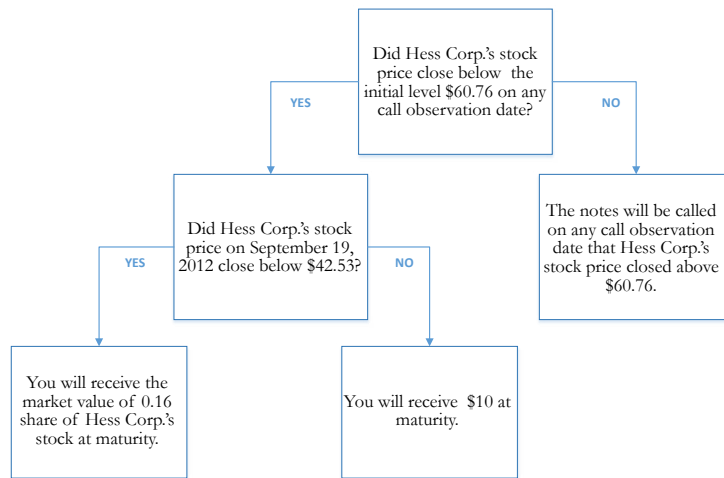 Did Hess Corp.'s stock
price close below the
initial level $60.76 on any
call observation date?
YES
NO
Did Hess Corp.'s stock
price on September 19,
2012 close below $42.53?
The notes will be called
on any call observation
date that Hess Corp.'s
stock price closed above
$60.76.
YES
NO
You will receive the
market value of 0.16
share of Hess Corp.'s
stock at maturity.
You will receive $10 at
maturity.